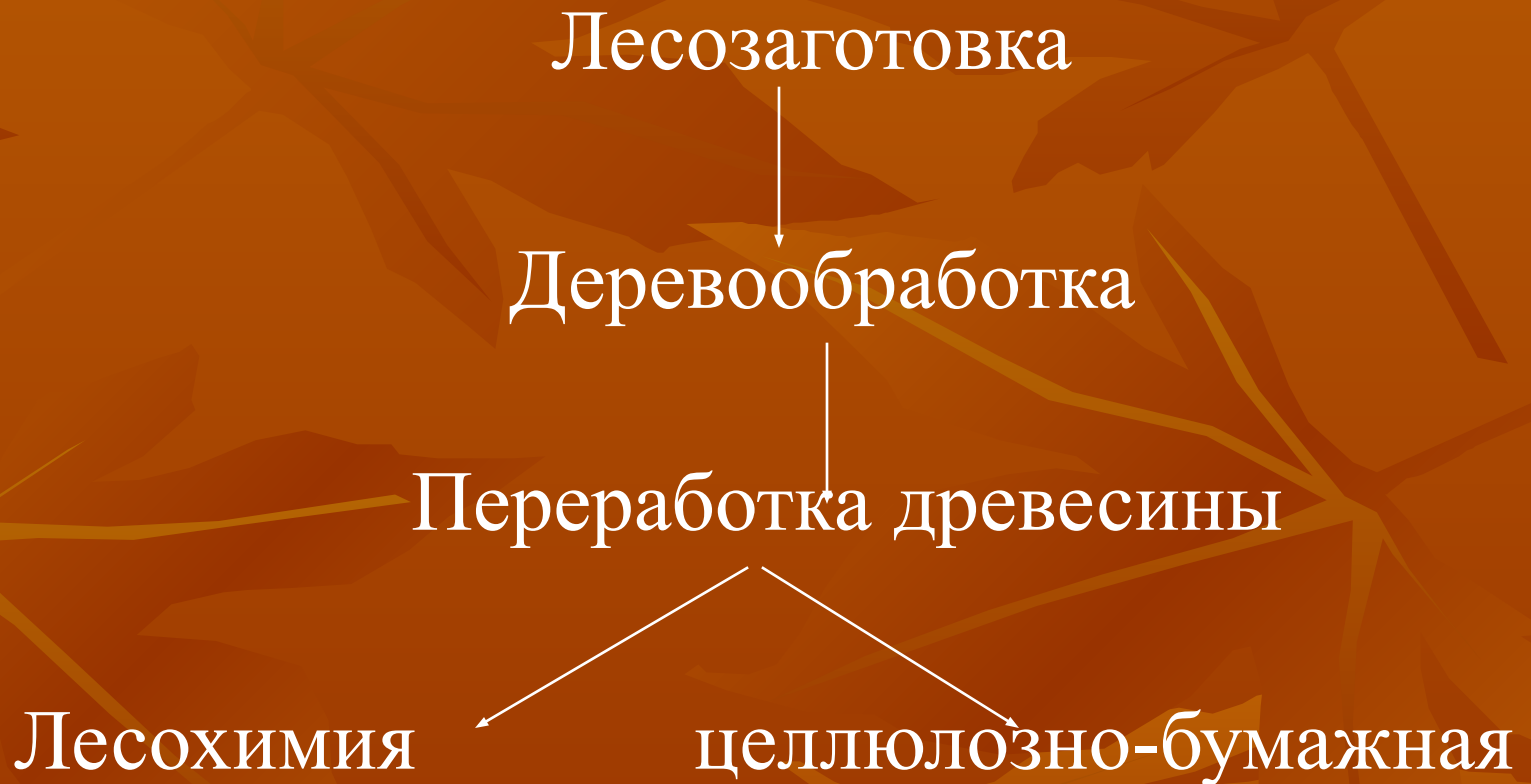 Лесозаготовка
Деревообработка
Переработка древесины
Лесохимия
целлюлозно-бумажная